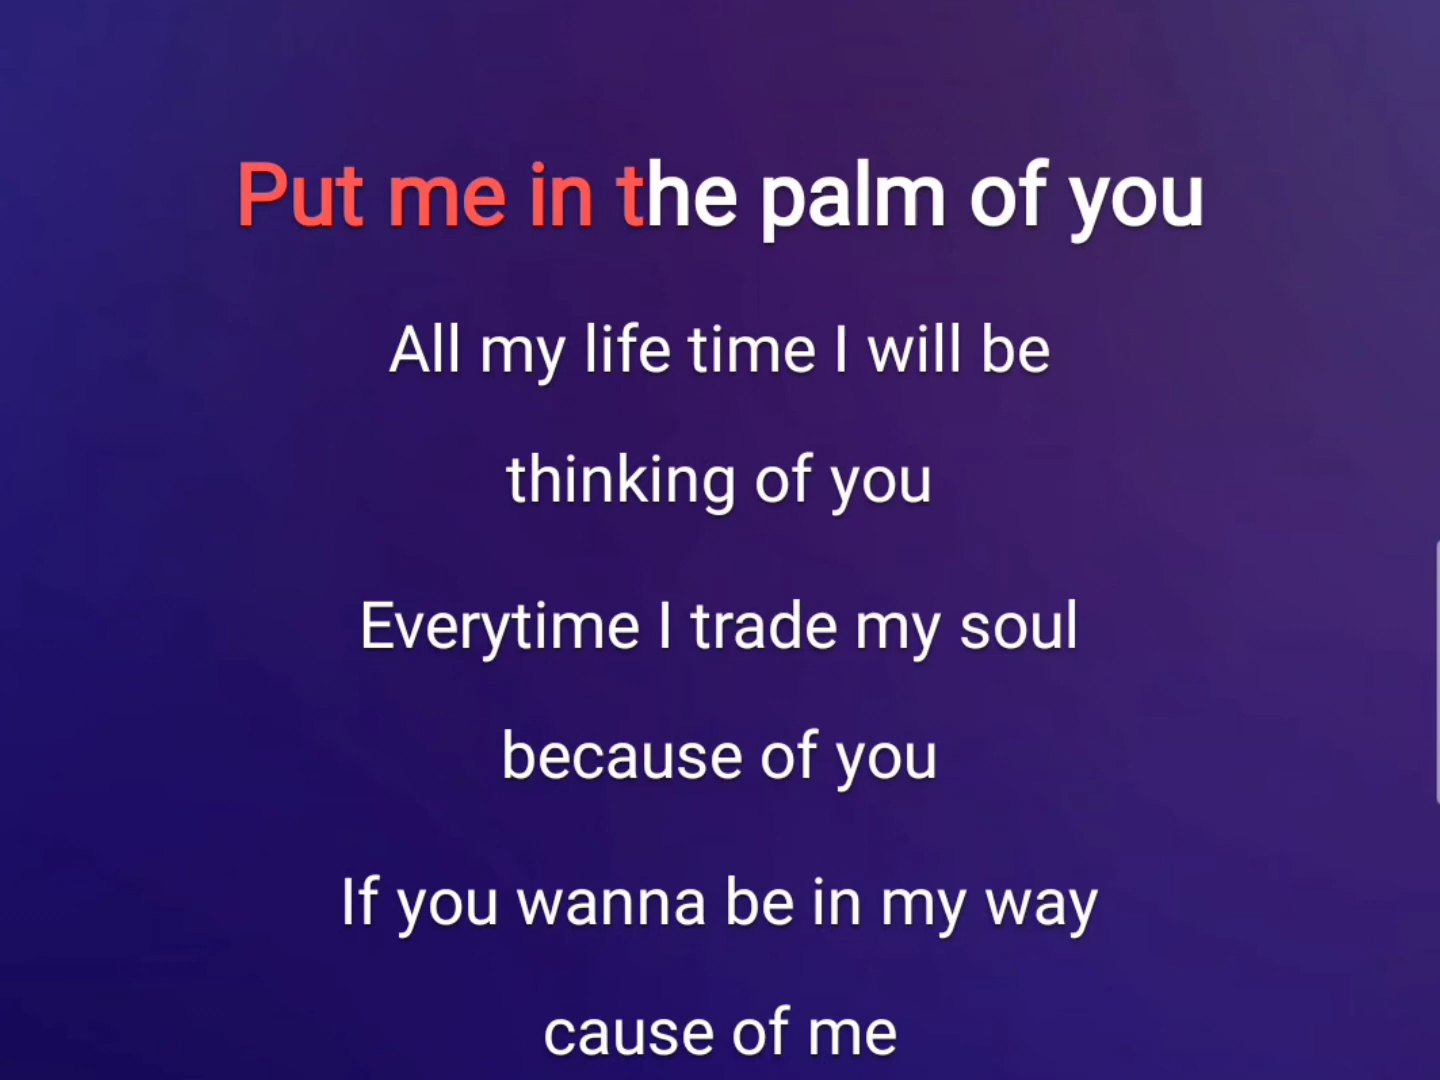 Put me in the palm of you
All my life time I will be
thinking of you
Everytime I trade my soul
because of you
If you wanna be in my way
cause of me